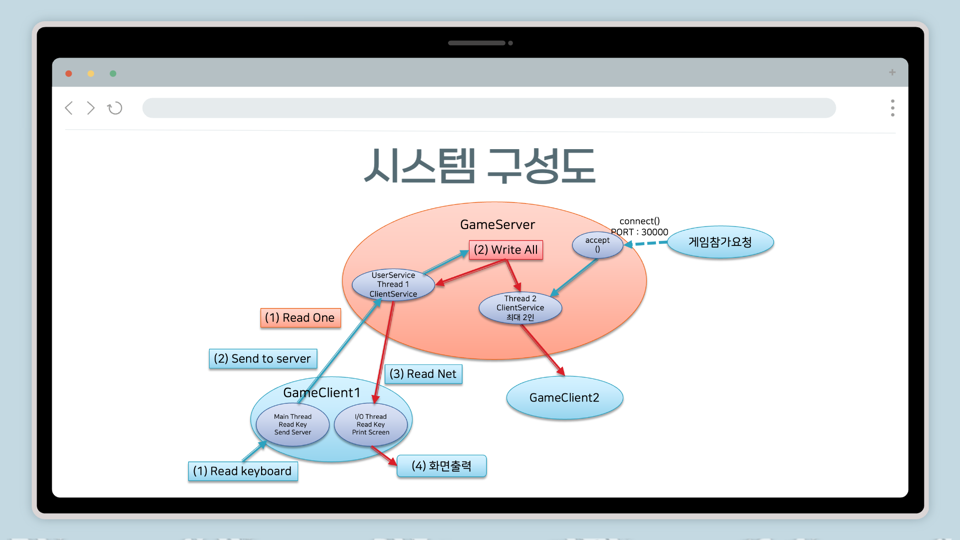 시스템 구성도
GameServer
connect()
PORT : 30000
(2) Write All
accept
()
게임참가요청
UserService
Thread 1
ClientService
Thread 2
ClientService
최대 2인
(1) Read One
(2) Send to server
(3) Read Net
GameClient1
GameClient2
Main Thread
Read Key
Send Server
I/O Thread
Read Key
Print Screen
(1) Read keyboard
(4) 화면출력